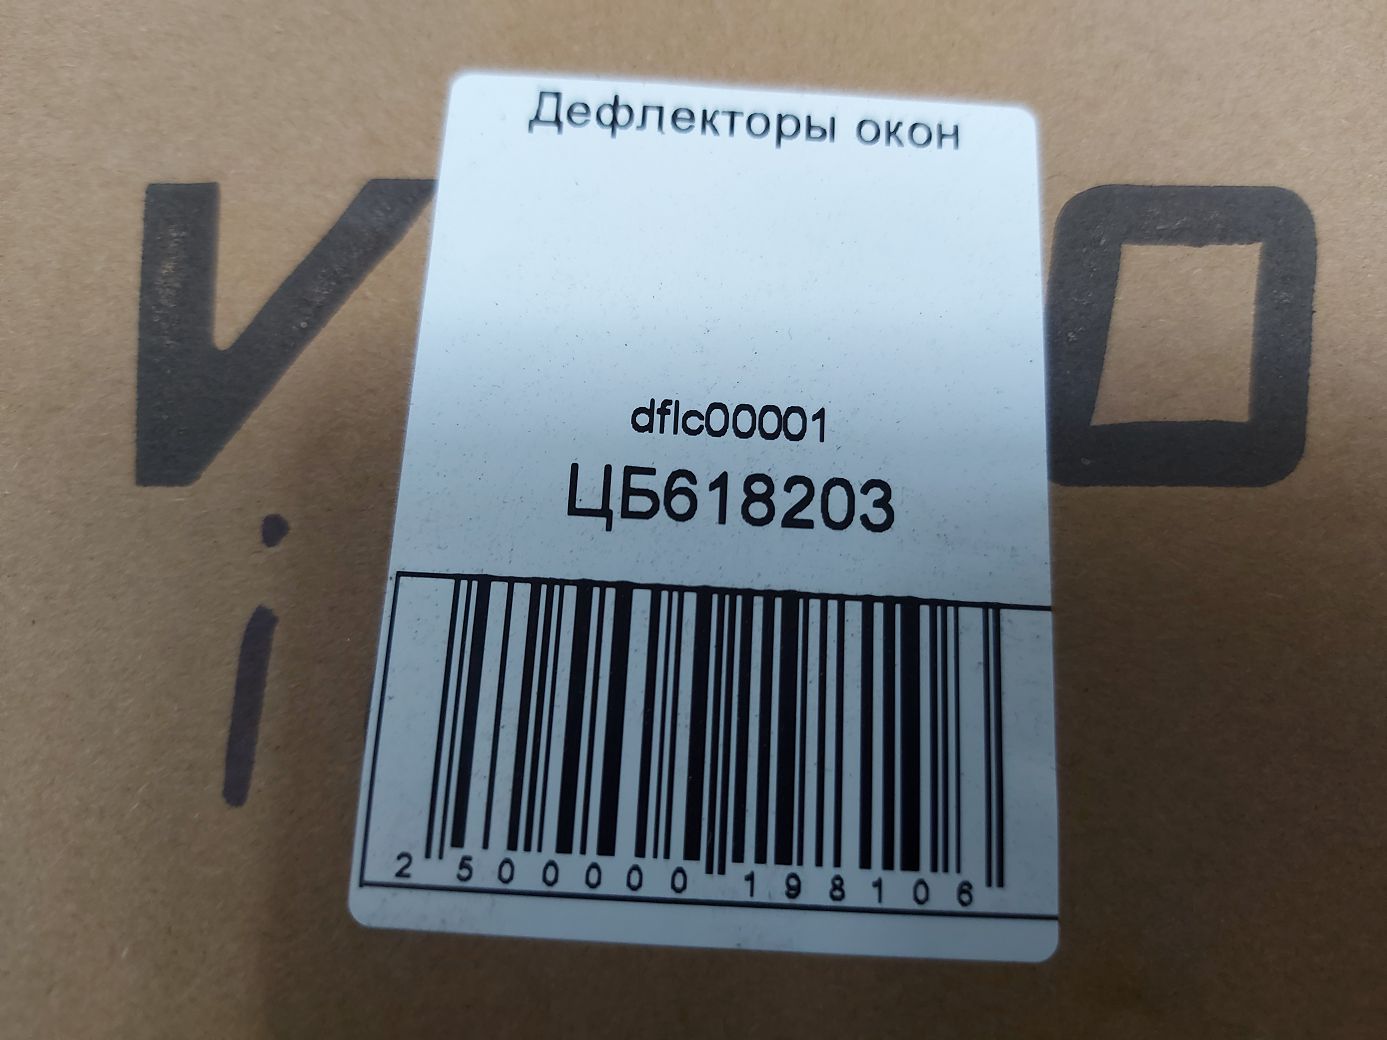 Дефлекторы окон
V
O
dflc00001
ЦБ618203
i
2 500000 198106